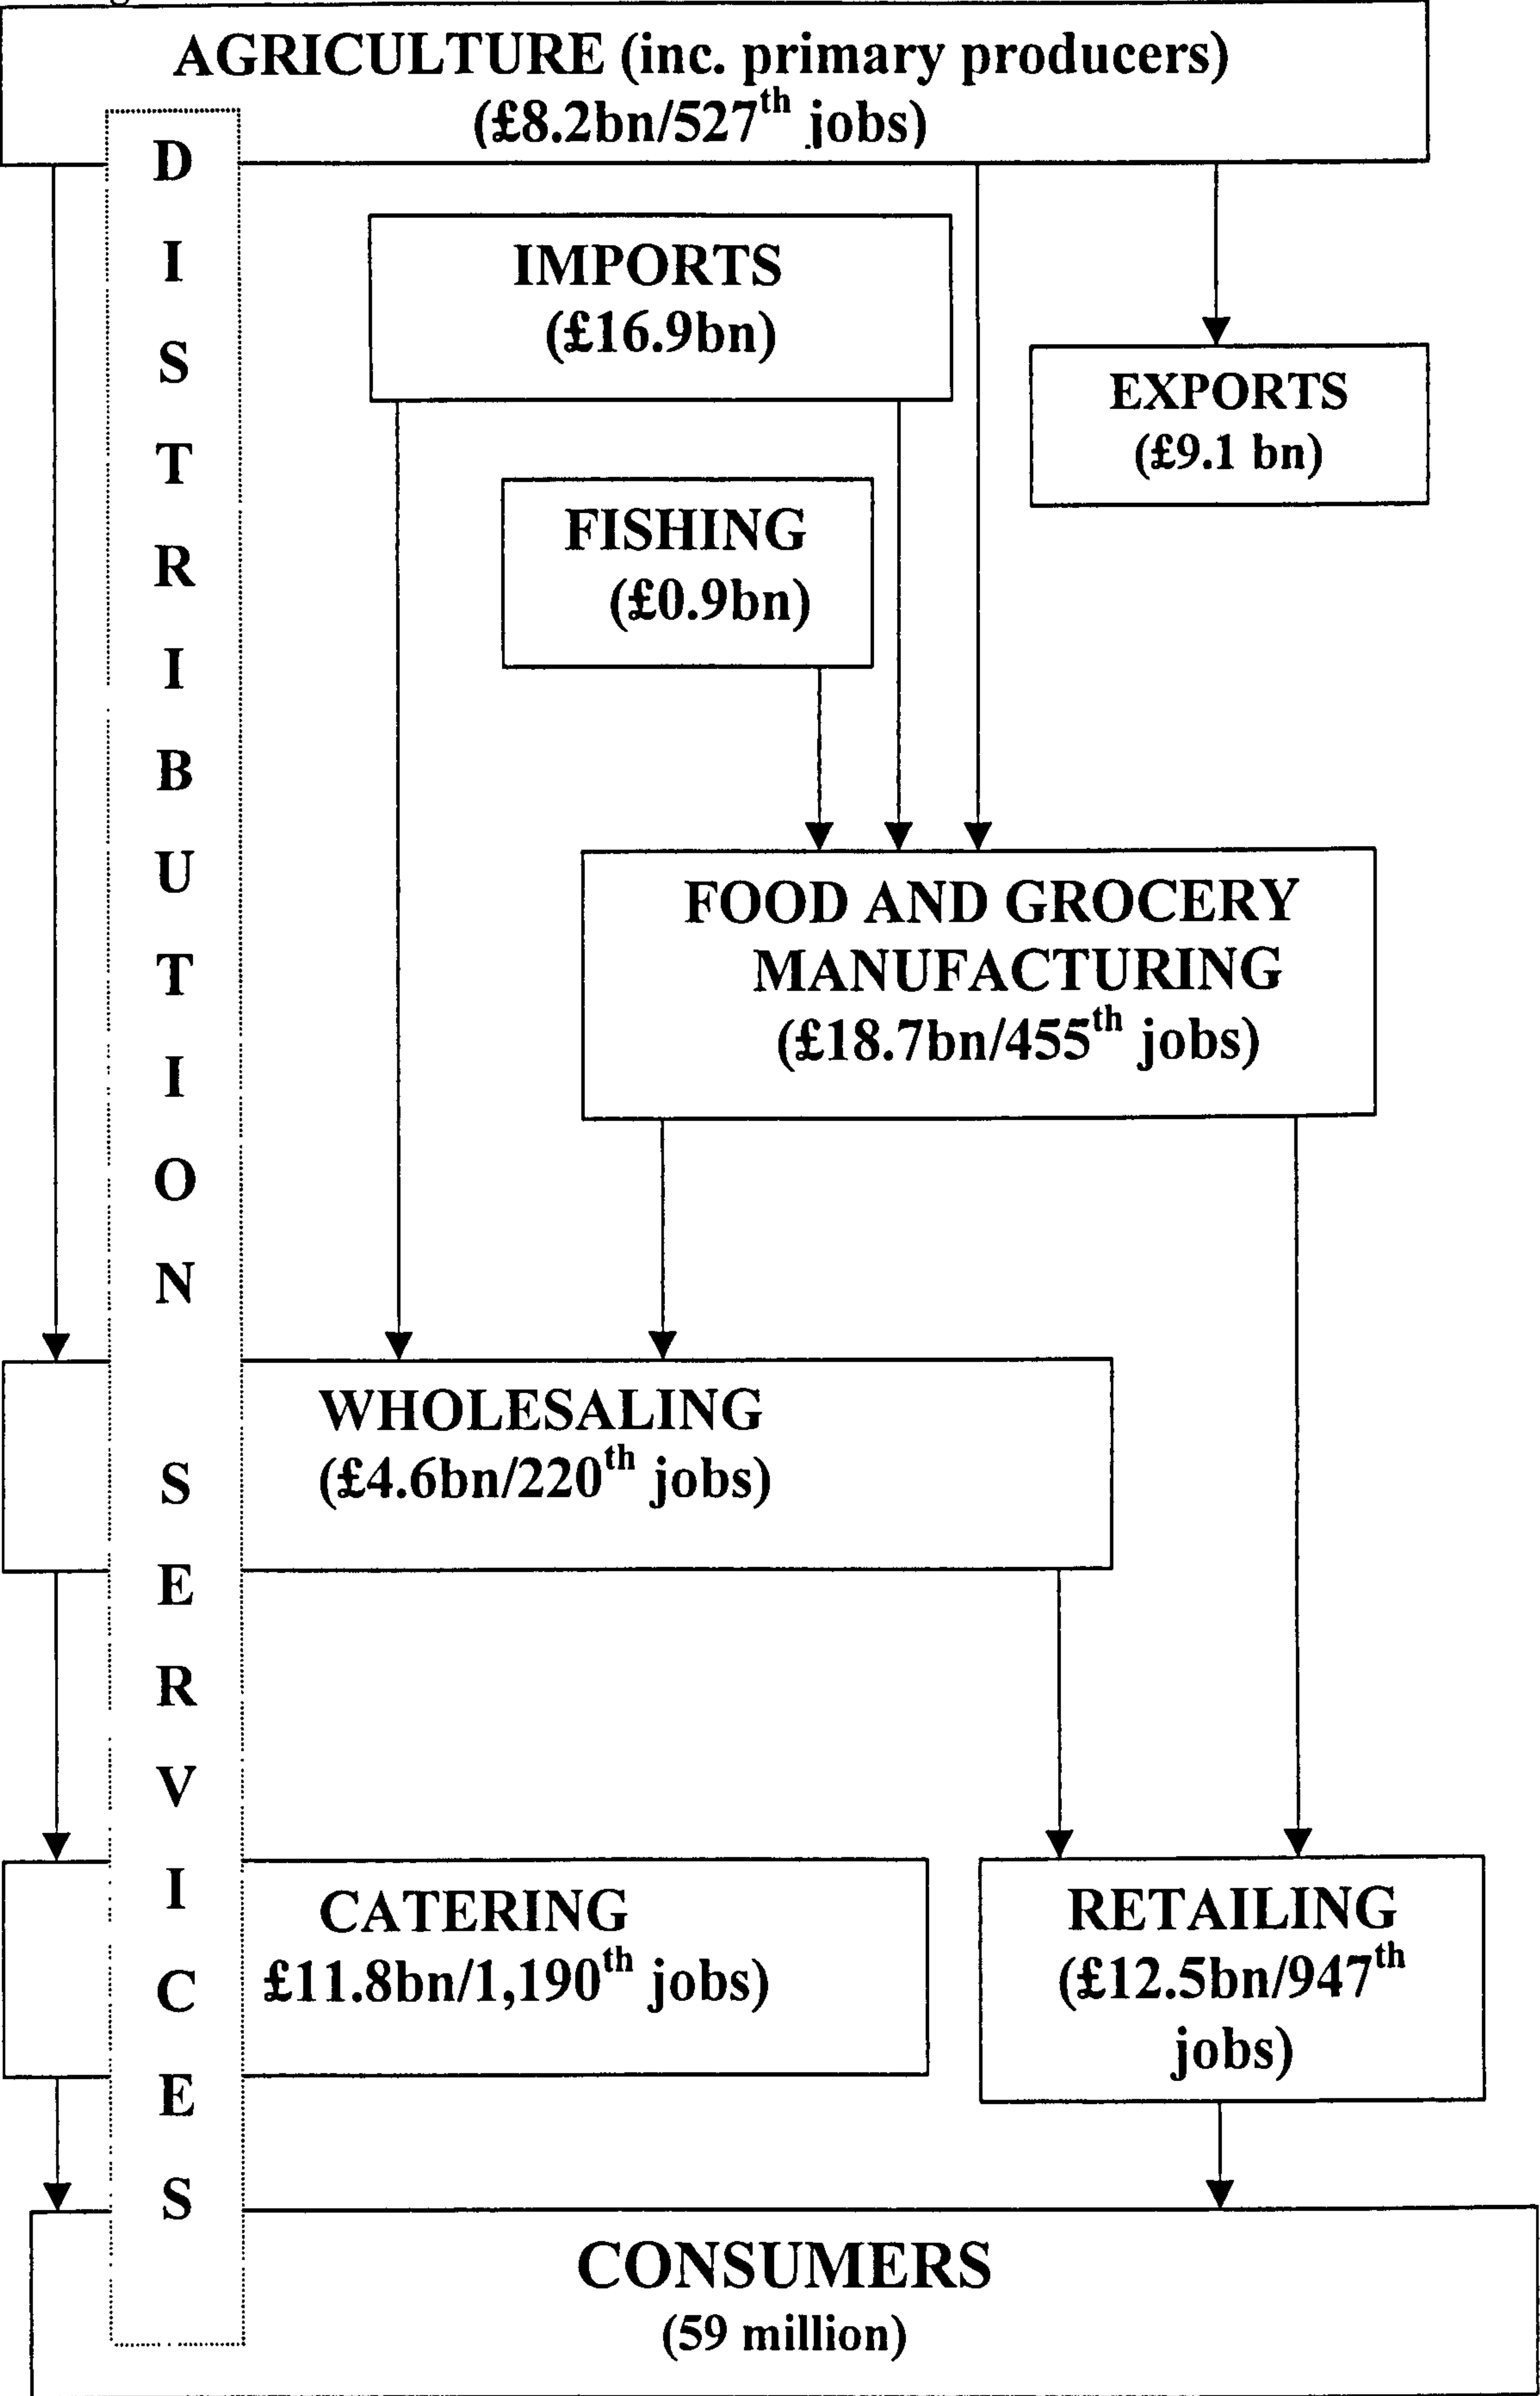 AGRICULTURE (inc. primary producers)
(£8.2bn/527th jobs)
DISTRIBUTION SERVICES
IMPORTS
(£16.9bn)
EXPORTS
(£9.1 bn)
FISHING
(£0.9bn)
FOOD AND GROCERY
MANUFACTURING
(£18.7bn/455th jobs)
WHOLESALING
(£4.6bn/220th jobs)
CATERING
£11.8bn/1,190th jobs)
RETAILING
(£12.5bn/947th
jobs)
CONSUMERS
(59 million)